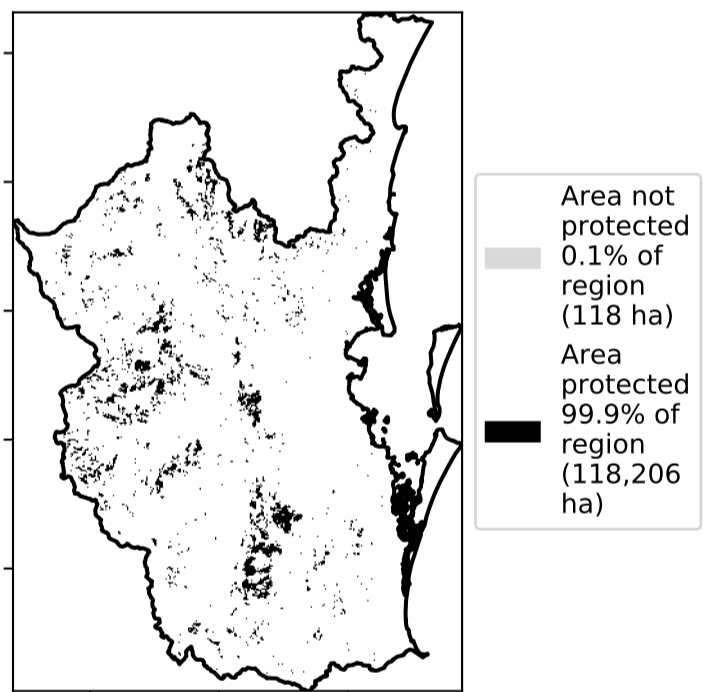 Area not
protected
0.1% of
region
(118 ha)
Area
protected
99.9% of
region
(118,206
ha)